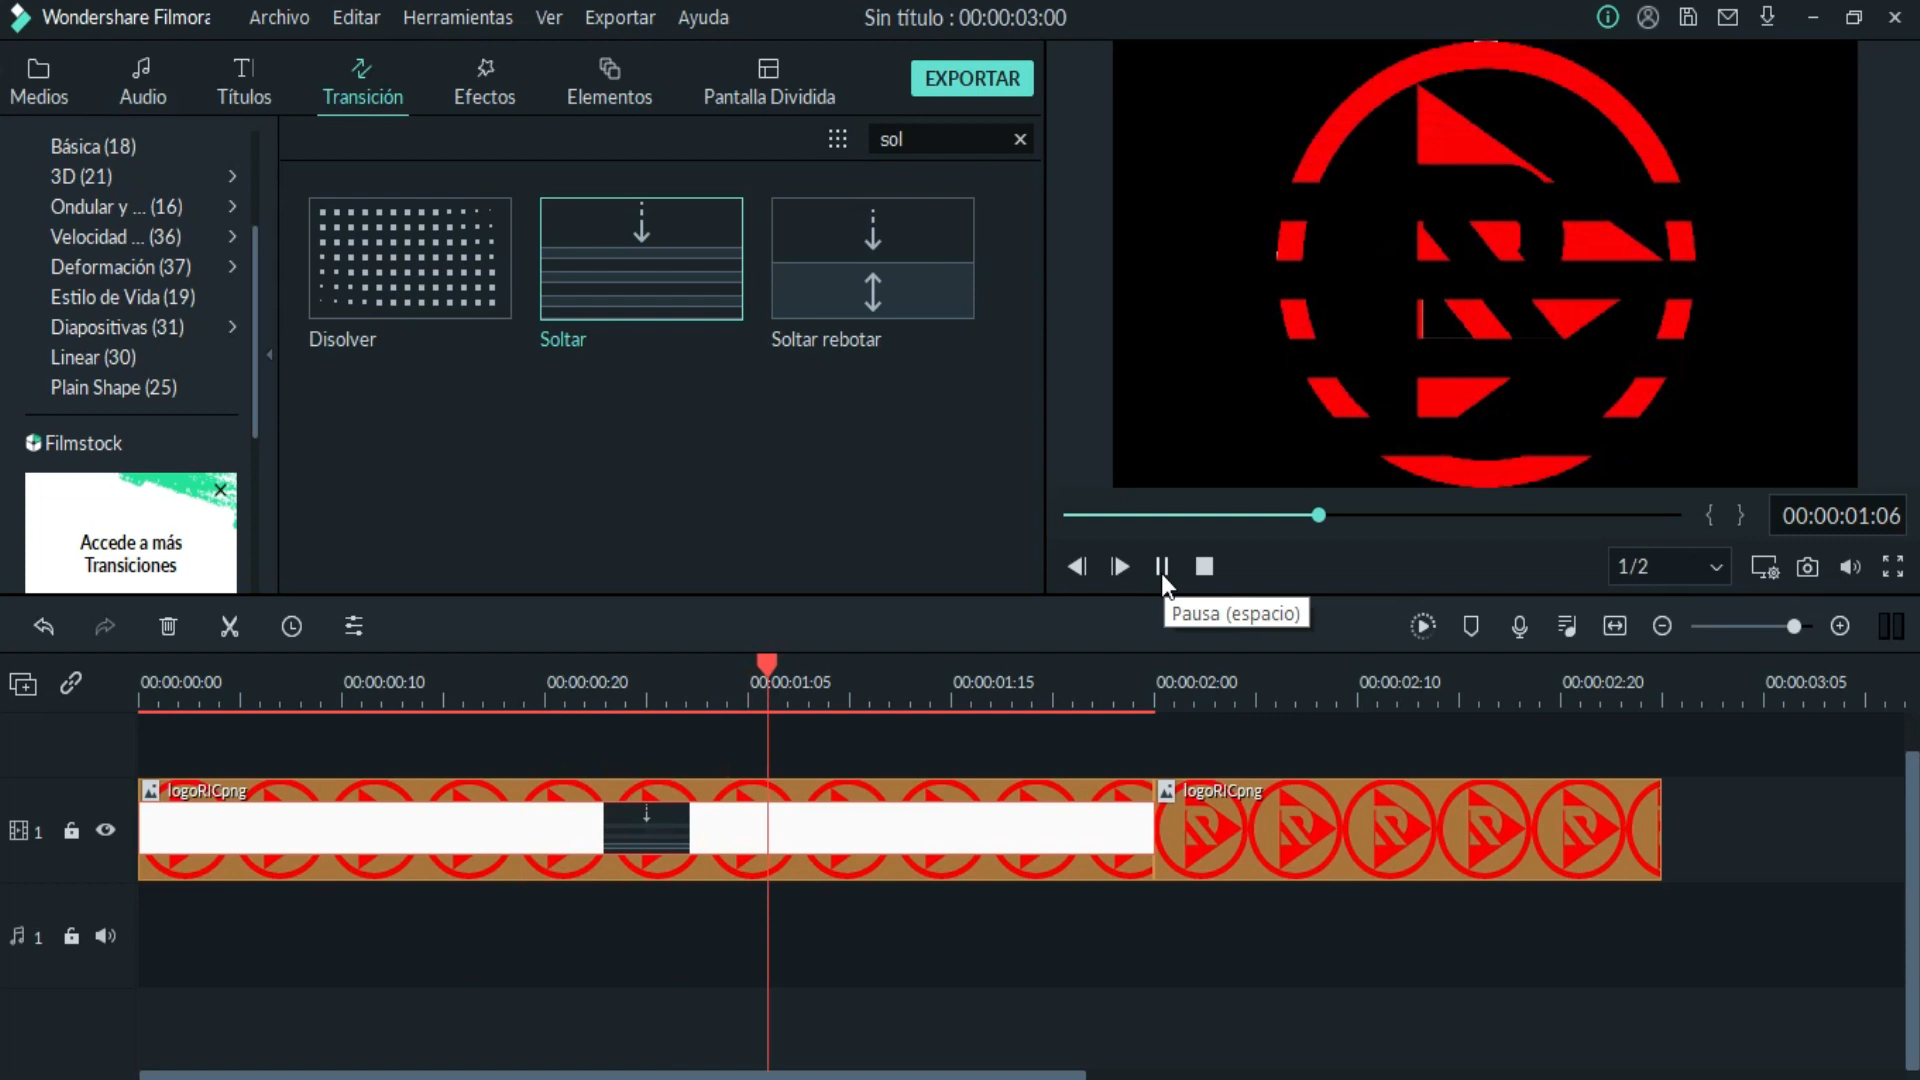 Wondershare Filmora
Archivo
Editar
Herramientas
Ver
Exportar
Ayuda
Sin título : 00:00:03:00
Medios
Audio
Títulos
Transición
Efectos
Elementos
Pantalla Dividida
EXPORTAR
Básica (18)
3D (21)
Ondular y ... (16)
Velocidad ... (36)
Deformación (37)
Estilo de Vida (19)
Diapositivas (31)
Linear (30)
Plain Shape (25)
Filmstock
Accede a más
Transiciones
sol
Disolver
Soltar
Soltar rebotar
00:00:01:06
1/2
Pausa (espacio)
00:00:00:00
00:00:00:10
00:00:00:20
00:00:01:05
00:00:01:15
00:00:02:00
00:00:02:10
00:00:02:20
00:00:03:05
logoRICpng
logoRICpng
1
1